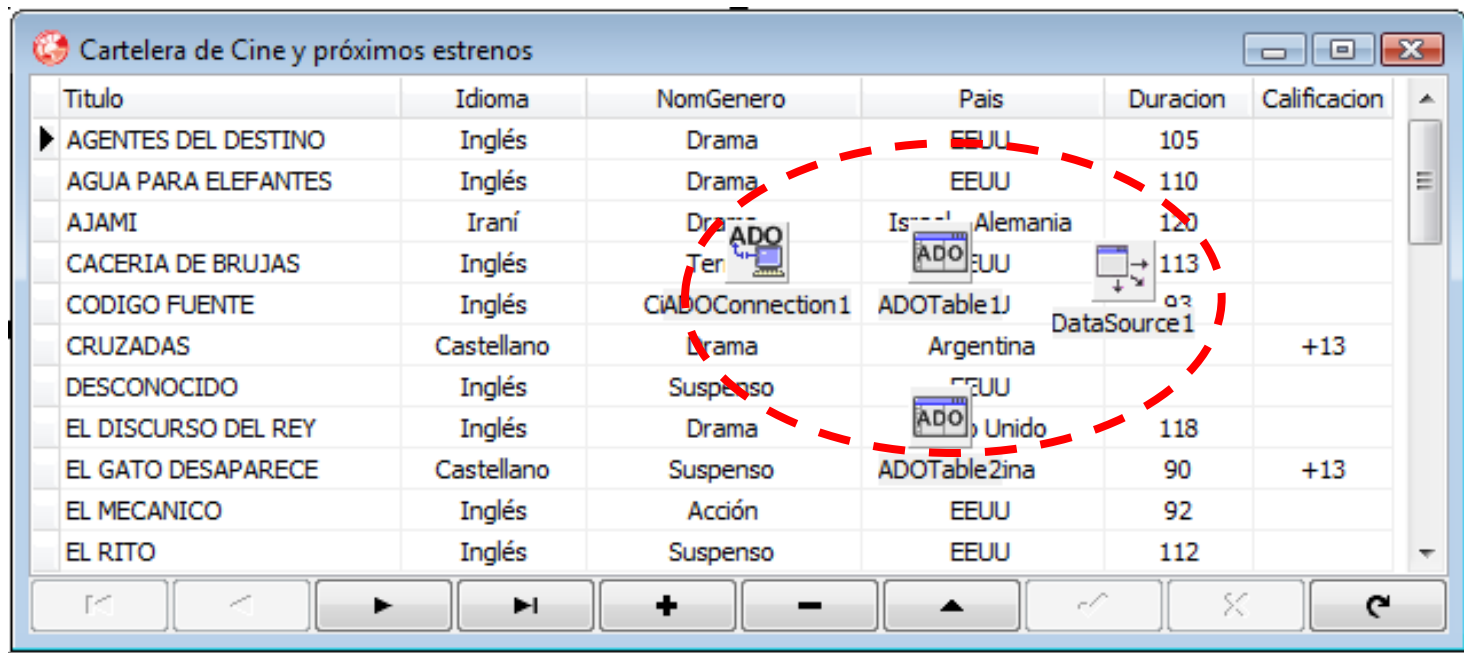 Cartelera de Cine y próximos estrenos
Titulo Idioma NomGenero Pais Duracion Calificacion
AGENTES DEL DESTINO Inglés Drama EEUU 105
AGUA PARA ELEFANTES Inglés Drama EEUU 110
AJAMI Iraní Alemania 120
ADO
CACERIA DE BRUJAS Inglés ADO 113
CODIGO FUENTE Inglés ADOConnection1 ADOTable1
DataSource1
CRUZADAS Castellano Drama Argentina +13
DESCONOCIDO Inglés Suspenso EEUU
EL DISCURSO DEL REY Inglés Drama ADO Unido 118
EL GATO DESAPARECE Castellano Suspenso ADOTable2 90 +13
EL MECANICO Inglés Acción EEUU 92
EL RITO Inglés Suspenso EEUU 112